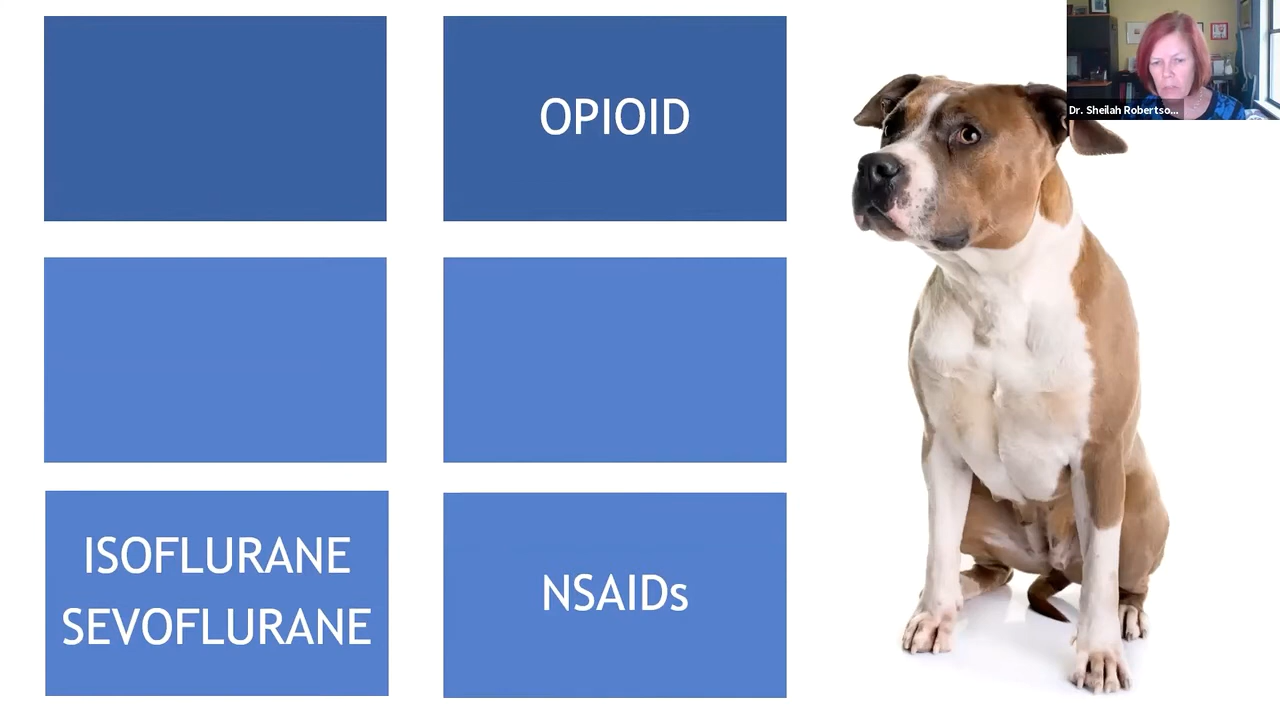 OPIOID
Dr. Sheilah Robertso...
ISOFLURANE
SEVOFLURANE
NSAIDs